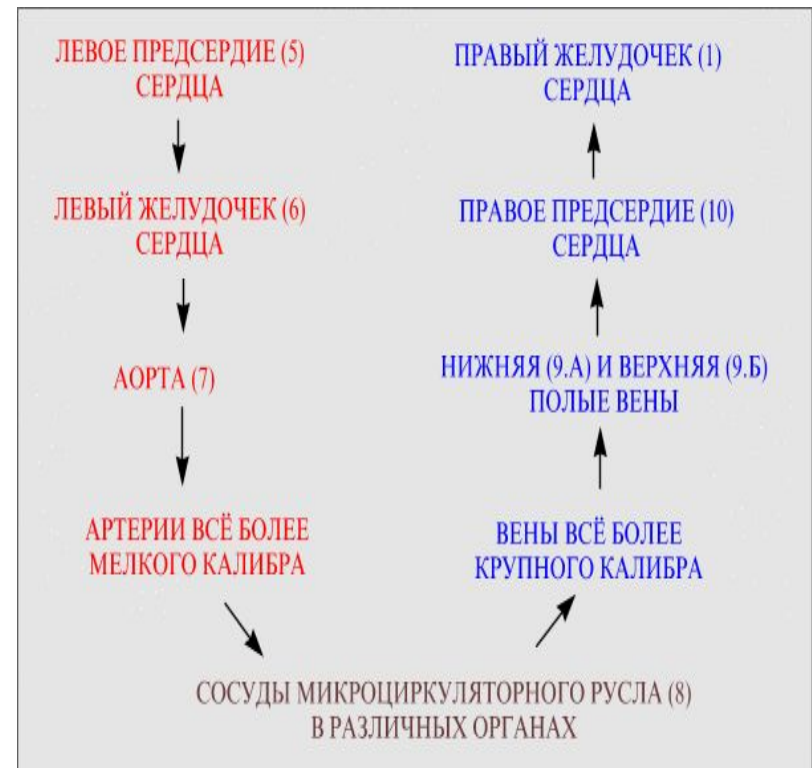 ЛЕВОЕ ПРЕДСЕРДИЕ (5)
СЕРДЦА
ЛЕВЫЙ ЖЕЛУДОЧЕК (6)
СЕРДЦА
АОРТА (7)
АРТЕРИИ ВСЁ БОЛЕЕ
МЕЛКОГО КАЛИБРА
СОСУДЫ МИКРОЦИРКУЛЯТОРНОГО РУСЛА (8)
В РАЗЛИЧНЫХ ОРГАНАХ
ВЕНЫ ВСЁ БОЛЕЕ
КРУПНОГО КАЛИБРА
НИЖНЯЯ (9.А) И ВЕРХНЯЯ (9.Б)
ПОЛЫЕ ВЕНЫ
ПРАВОЕ ПРЕДСЕРДИЕ (10)
СЕРДЦА
ПРАВЫЙ ЖЕЛУДОЧЕК (1)
СЕРДЦА